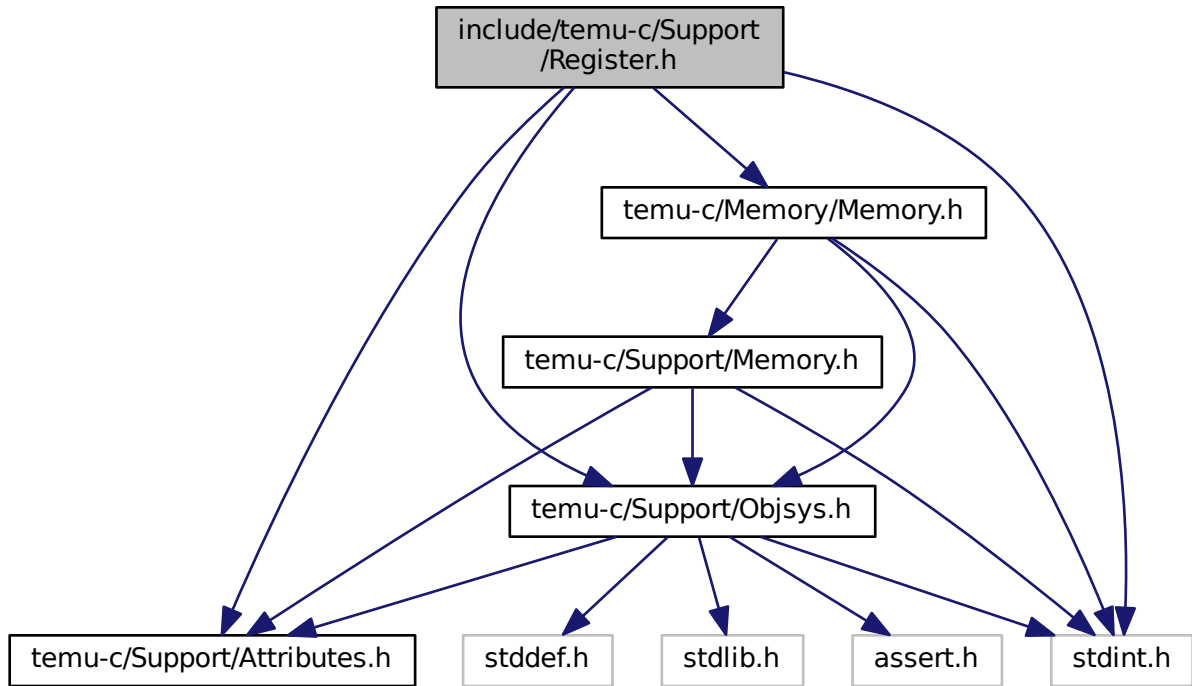 include/temu-c/Support
/Register.h
temu-c/Memory/Memory.h
temu-c/Support/Memory.h
temu-c/Support/Objsys.h
temu-c/Support/Attributes.h
stddef.h
stdlib.h
assert.h
stdint.h